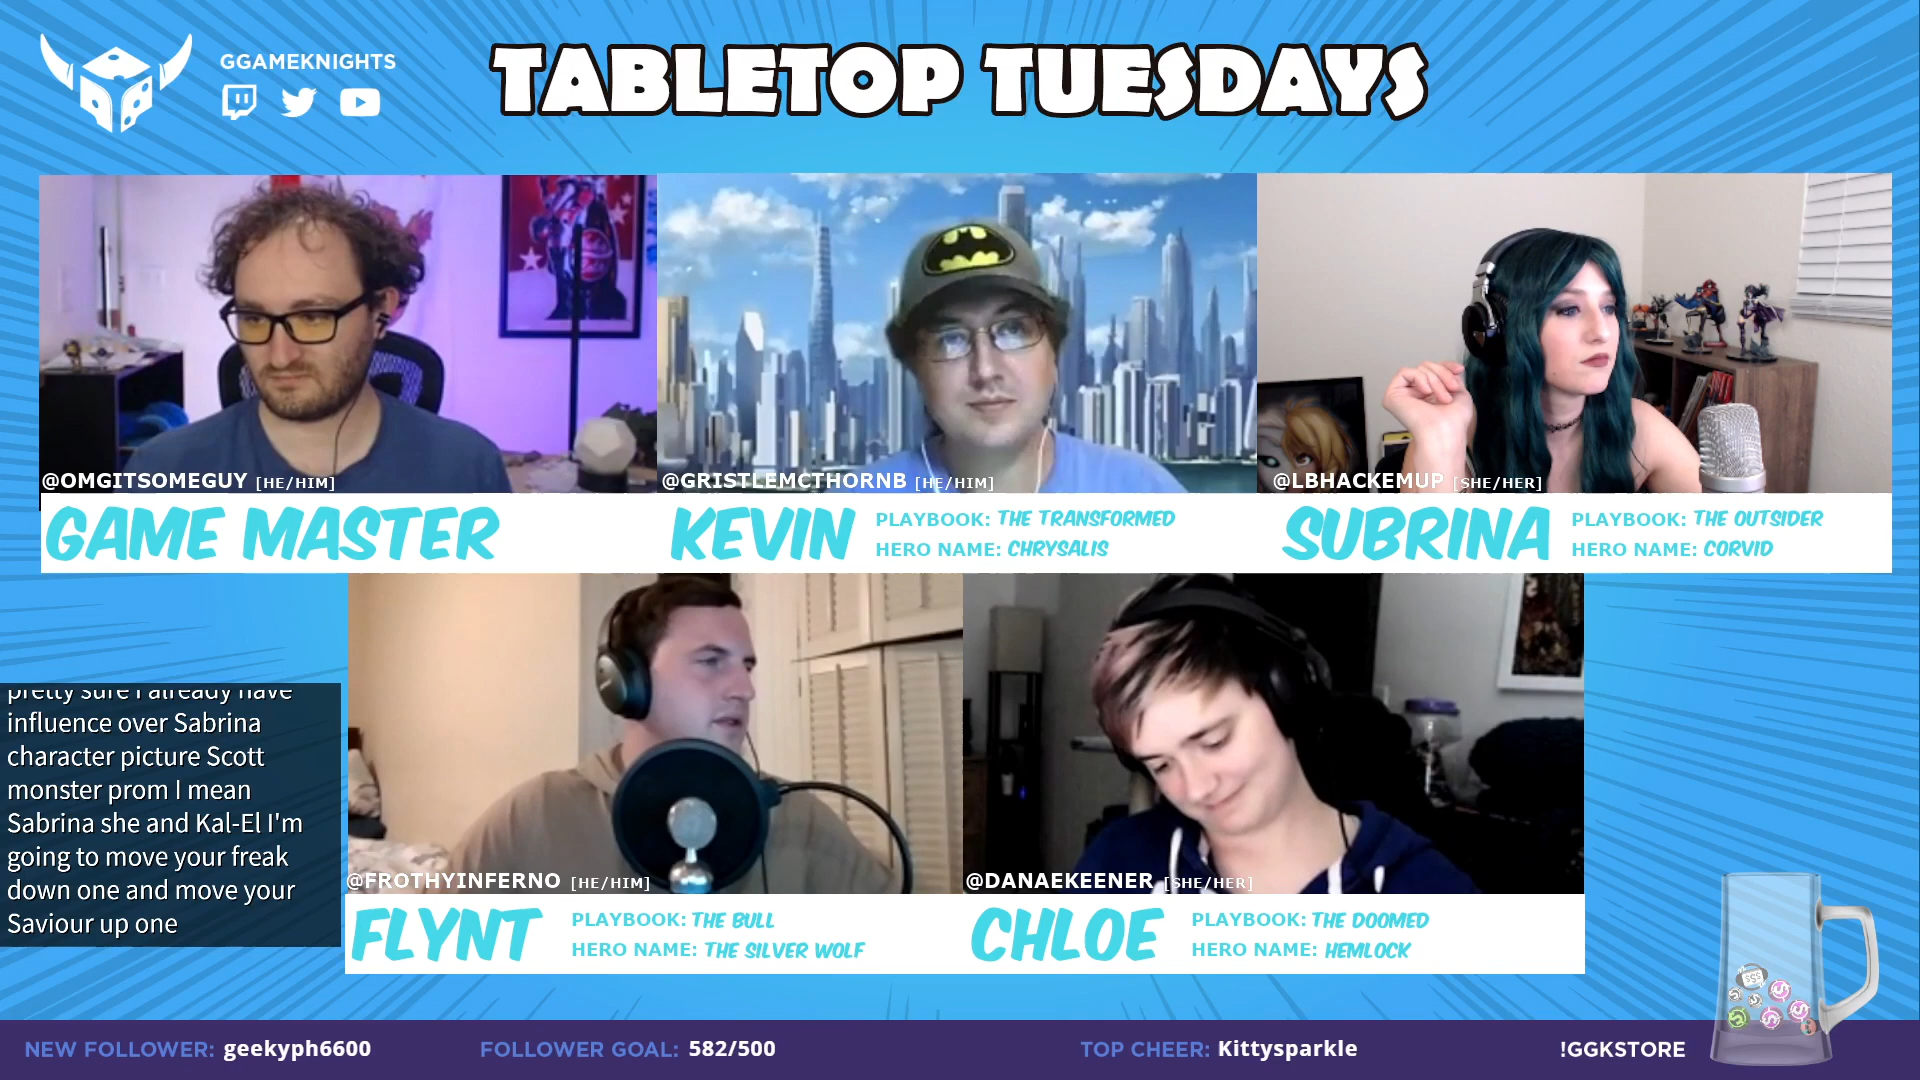 GGAMEKNIGHTS
TABLETOP TUESDAYS
@OMGITSOMEGUY [HE/HIM]
GAME MASTER
@GRISTLEMCTHORNB [HE/HIM]
KEVIN
PLAYBOOK: THE TRANSFORMED
HERO NAME: CHRYSALIS
@LBHACKEMUP [SHE/HER]
SUBRINA
PLAYBOOK: THE OUTSIDER
HERO NAME: CORVID
pretty sure I already have
influence over Sabrina
character picture Scott
monster prom I mean
Sabrina she and Kal-El I'm
going to move your freak
down one and move your
Saviour up one
@FROTHYINFERNO [HE/HIM]
FLYNT
PLAYBOOK: THE BULL
HERO NAME: THE SILVER WOLF
@DANAEKEENER [SHE/HER]
CHLOE
PLAYBOOK: THE DOOMED
HERO NAME: HEMLOCK
NEW FOLLOWER: geekyph6600
FOLLOWER GOAL: 582/500
TOP CHEER: Kittysparkle
!GGKSTORE